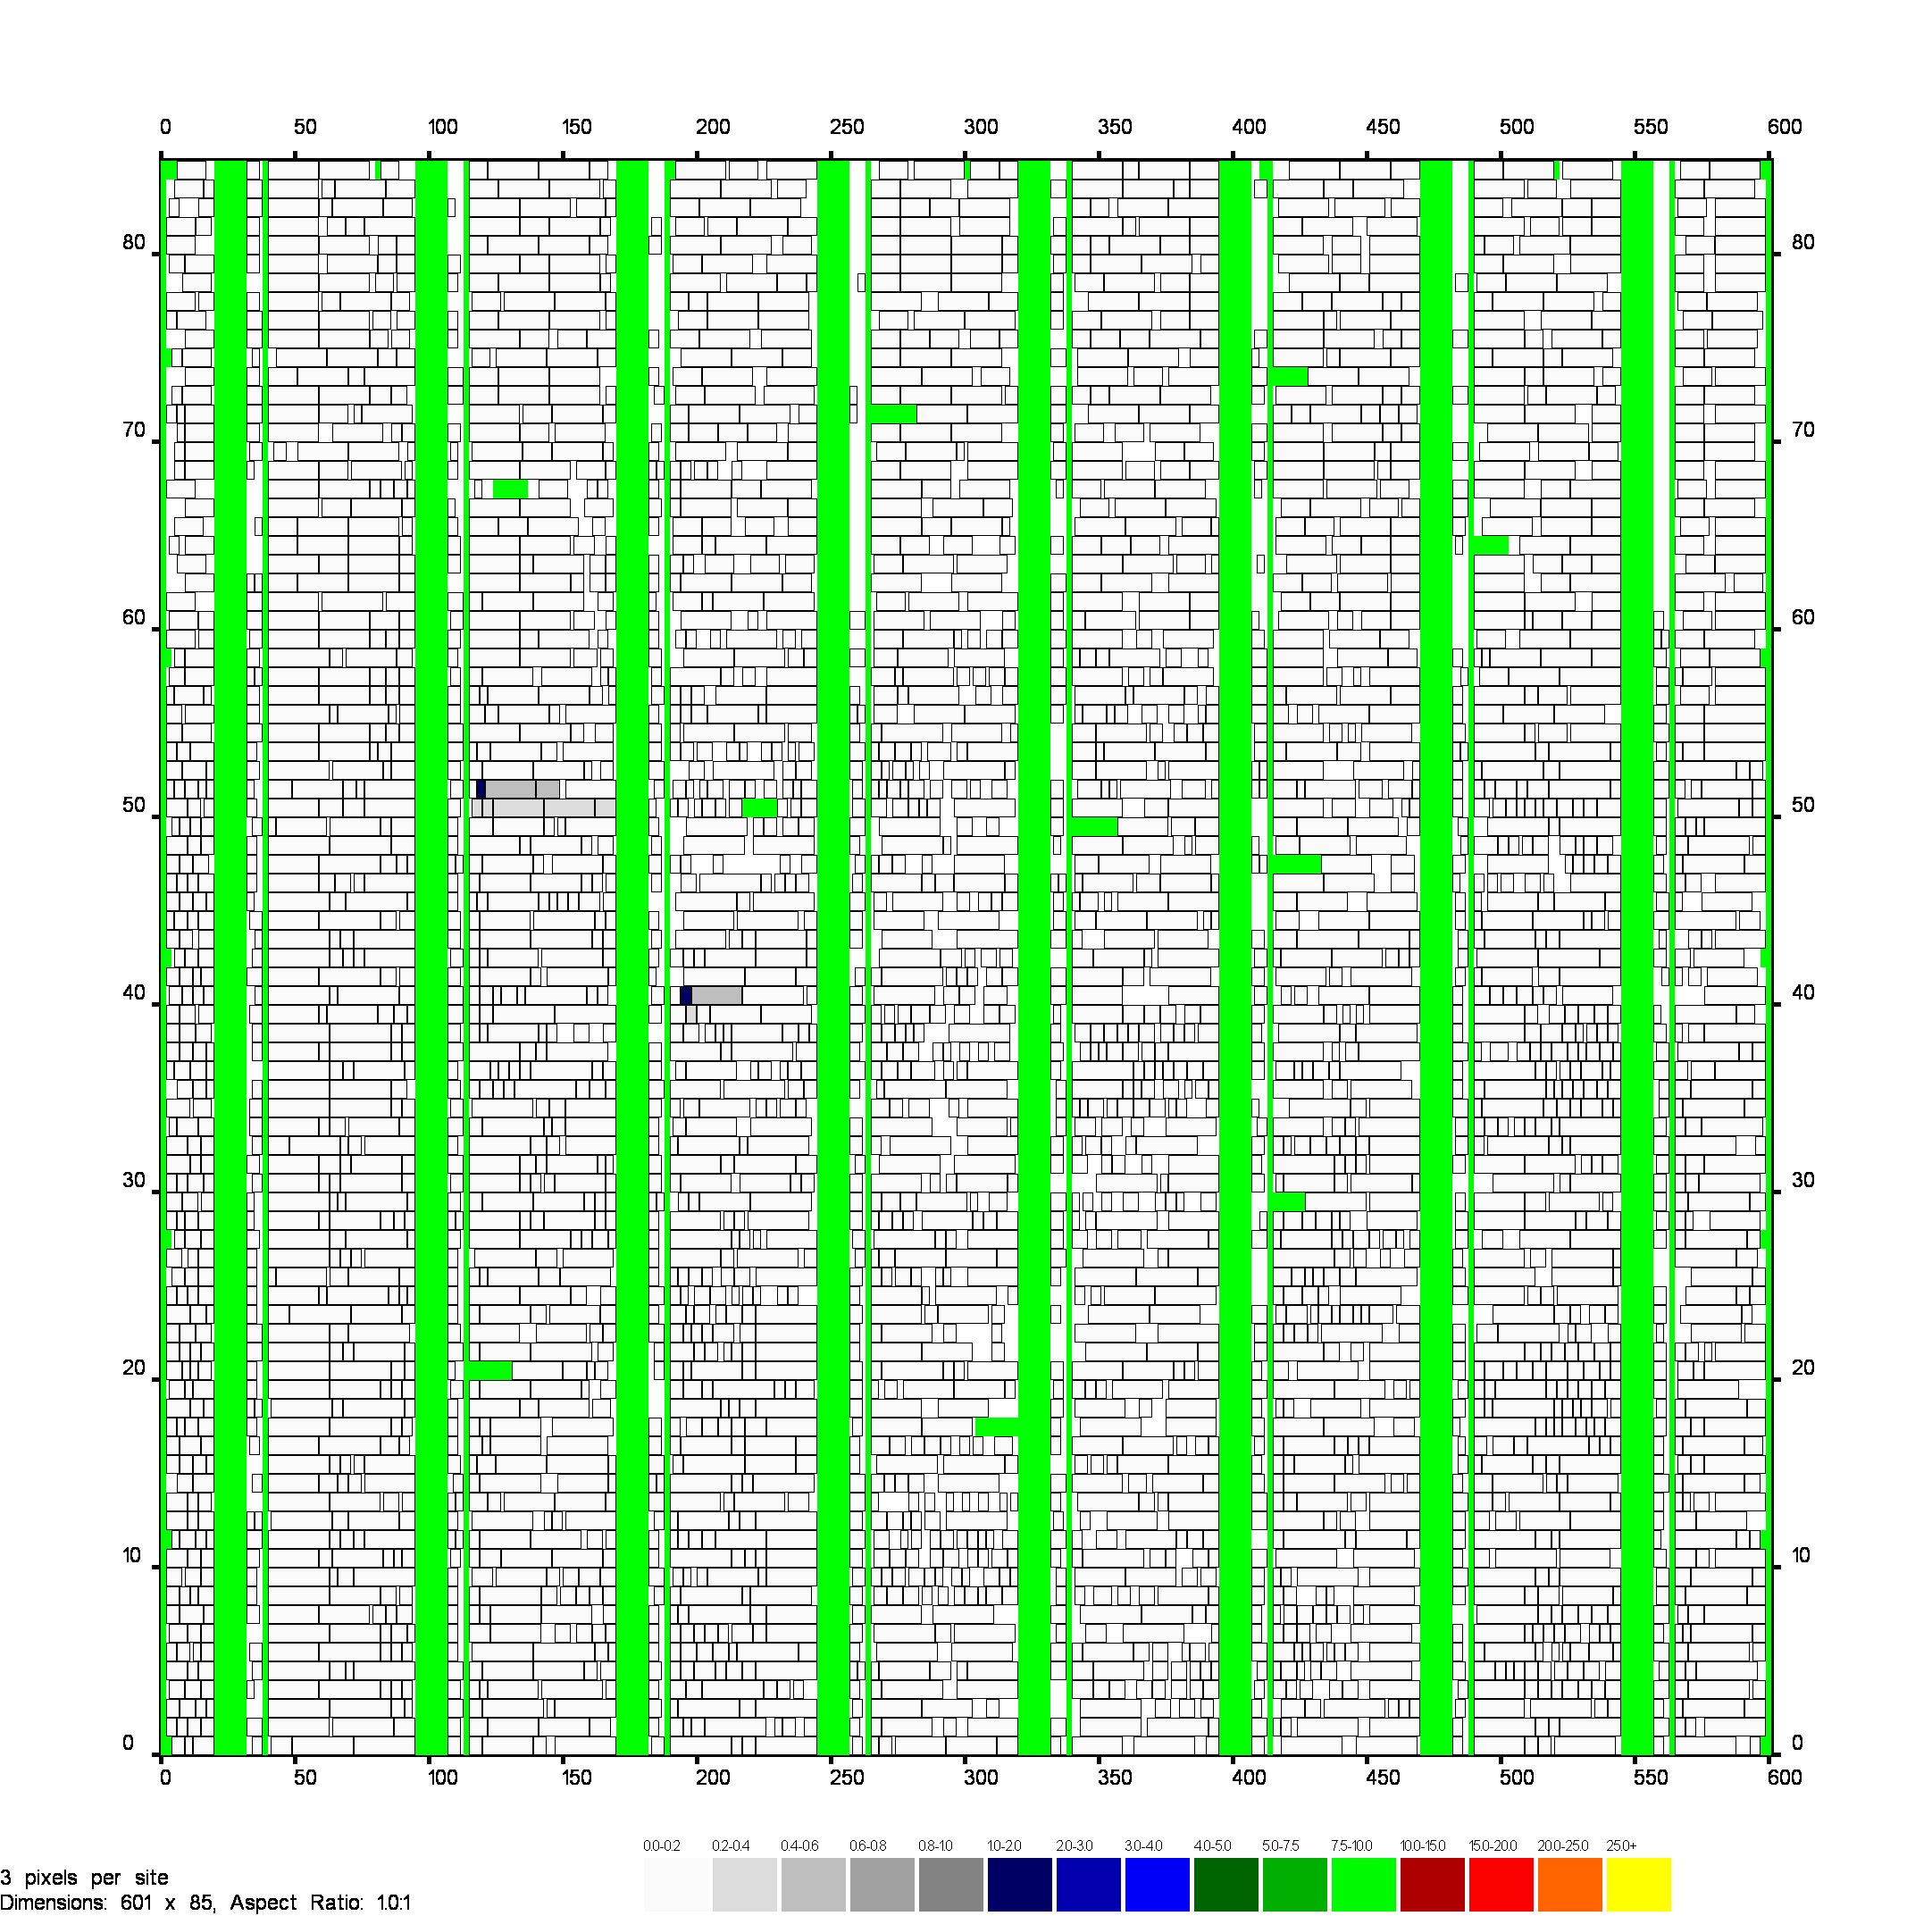 0 50 100 150 200 250 300 350 400 450 500 550 600
80 80
70 70
60 60
50 50
40 40
30 30
20 20
10 10
0 0
0 50 100 150 200 250 300 350 400 450 500 550 600
0.0-0.2 0.2-0.4 0.4-0.6 0.6-0.8 0.8-1.0 1.0-2.0 2.0-3.0 3.0-4.0 4.0-5.0 5.0-7.5 7.5-10.0 10.0-15.0 15.0-20.0 20.0-25.0 25.0+
3 pixels per site
Dimensions: 601 x 85, Aspect Ratio: 1.0:1